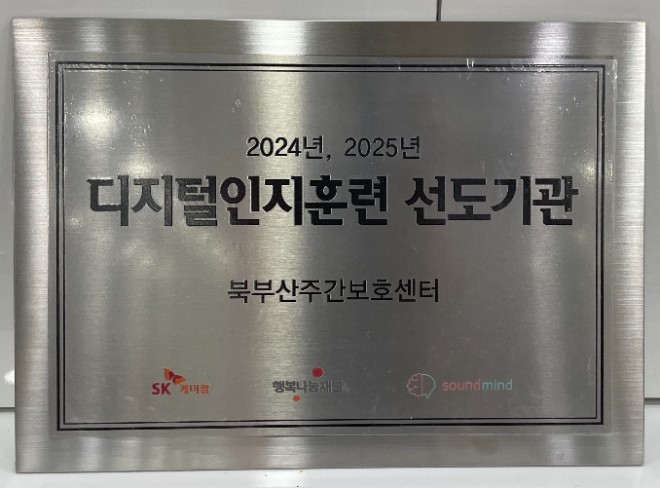 2024년, 2025년
디지털인지훈련 선도기관
북부산주간보호센터
SK 케미칼
행복나눔재단
soundmind